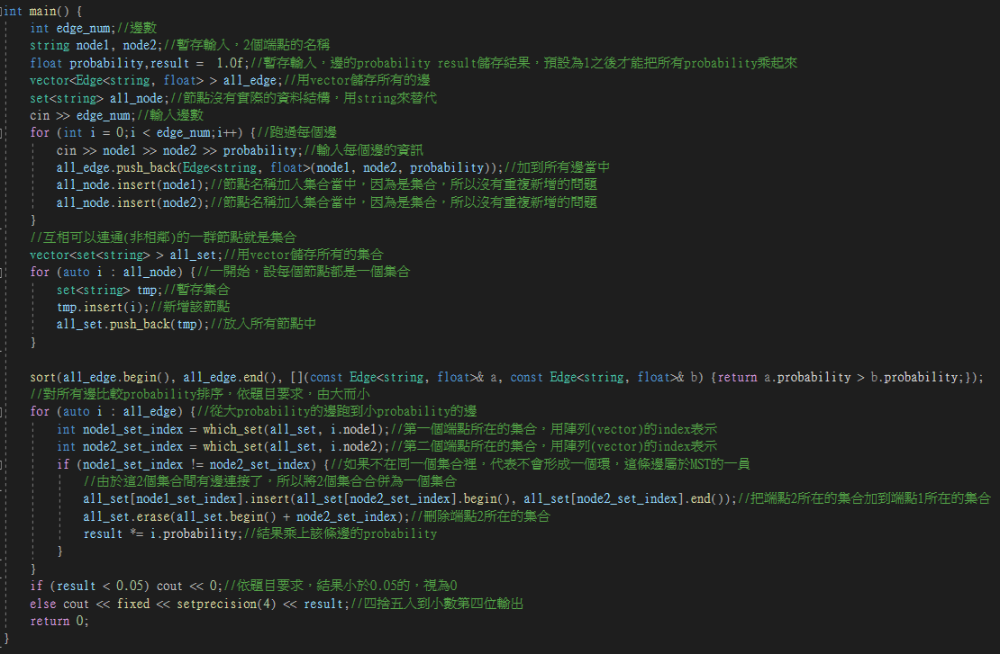 int main() {
int edge_num;//邊數
string node1, node2;//暫存輸入，2個端點的名稱
float probability,result =  1.0f;//暫存輸入，邊的probability result儲存結果，預設為1之後才能把所有probability乘起來
vector<Edge<string, float> > all_edge;//用vector儲存所有的邊
set<string> all_node;//節點沒有實際的資料結構，用string來替代
cin >> edge_num;//輸入邊數
for (int i = 0;i < edge_num;i++) {//跑過每個邊
cin >> node1 >> node2 >> probability;//輸入每個邊的資訊
all_edge.push_back(Edge<string, float>(node1, node2, probability));//加到所有邊當中
all_node.insert(node1);//節點名稱加入集合當中，因為是集合，所以沒有重複新增的問題
all_node.insert(node2);//節點名稱加入集合當中，因為是集合，所以沒有重複新增的問題
}
//互相可以連通(非相鄰)的一群節點就是集合
vector<set<string> > all_set;//用vector儲存所有的集合
for (auto i : all_node) {//一開始，設每個節點都是一個集合
set<string> tmp;//暫存集合
tmp.insert(i);//新增該節點
all_set.push_back(tmp);//放入所有節點中
}
sort(all_edge.begin(), all_edge.end(), [](const Edge<string, float>& a, const Edge<string, float>& b) {return a.probability > b.probability;});
//對所有邊比較probability排序，依題目要求，由大而小
for (auto i : all_edge) {//從大probability的邊跑到小probability的邊
int node1_set_index = which_set(all_set, i.node1);//第一個端點所在的集合，用陣列(vector)的index表示
int node2_set_index = which_set(all_set, i.node2);//第二個端點所在的集合，用陣列(vector)的index表示
if (node1_set_index != node2_set_index) {//如果不在同一個集合裡，代表不會形成一個環，這條邊屬於MST的一員
//由於這2個集合間有邊連接了，所以將2個集合合併為一個集合
all_set[node1_set_index].insert(all_set[node2_set_index].begin(), all_set[node2_set_index].end());//把端點2所在的集合加到端點1所在的集合
all_set.erase(all_set.begin() + node2_set_index);//刪除端點2所在的集合
result *= i.probability;//結果乘上該條邊的probability
}
}
if (result < 0.05) cout << 0;//依題目要求，結果小於0.05的，視為0
else cout << fixed << setprecision(4) << result;//四捨五入到小數第四位輸出
return 0;
}